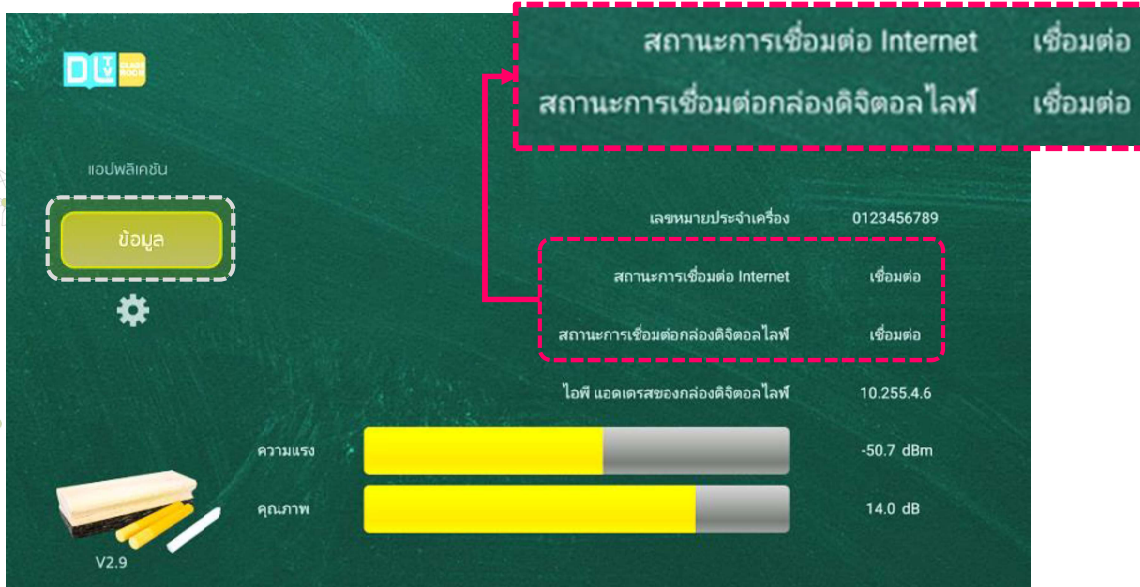 สถานะการเชื่อมต่อ Internet เชื่อมต่อ
สถานะการเชื่อมต่อกล่องดิจิตอลไลฟ์ เชื่อมต่อ
DLTV CLASS ROOM
แอปพลิเคชัน
ข้อมูล
เลขหมายประจำเครื่อง 0123456789
สถานะการเชื่อมต่อ Internet เชื่อมต่อ
สถานะการเชื่อมต่อกล่องดิจิตอลไลฟ์ เชื่อมต่อ
ไอพี แอดเดรสของกล่องดิจิตอลไลฟ์ 10.255.4.6
ความแรง -50.7 dBm
คุณภาพ 14.0 dB
V2.9